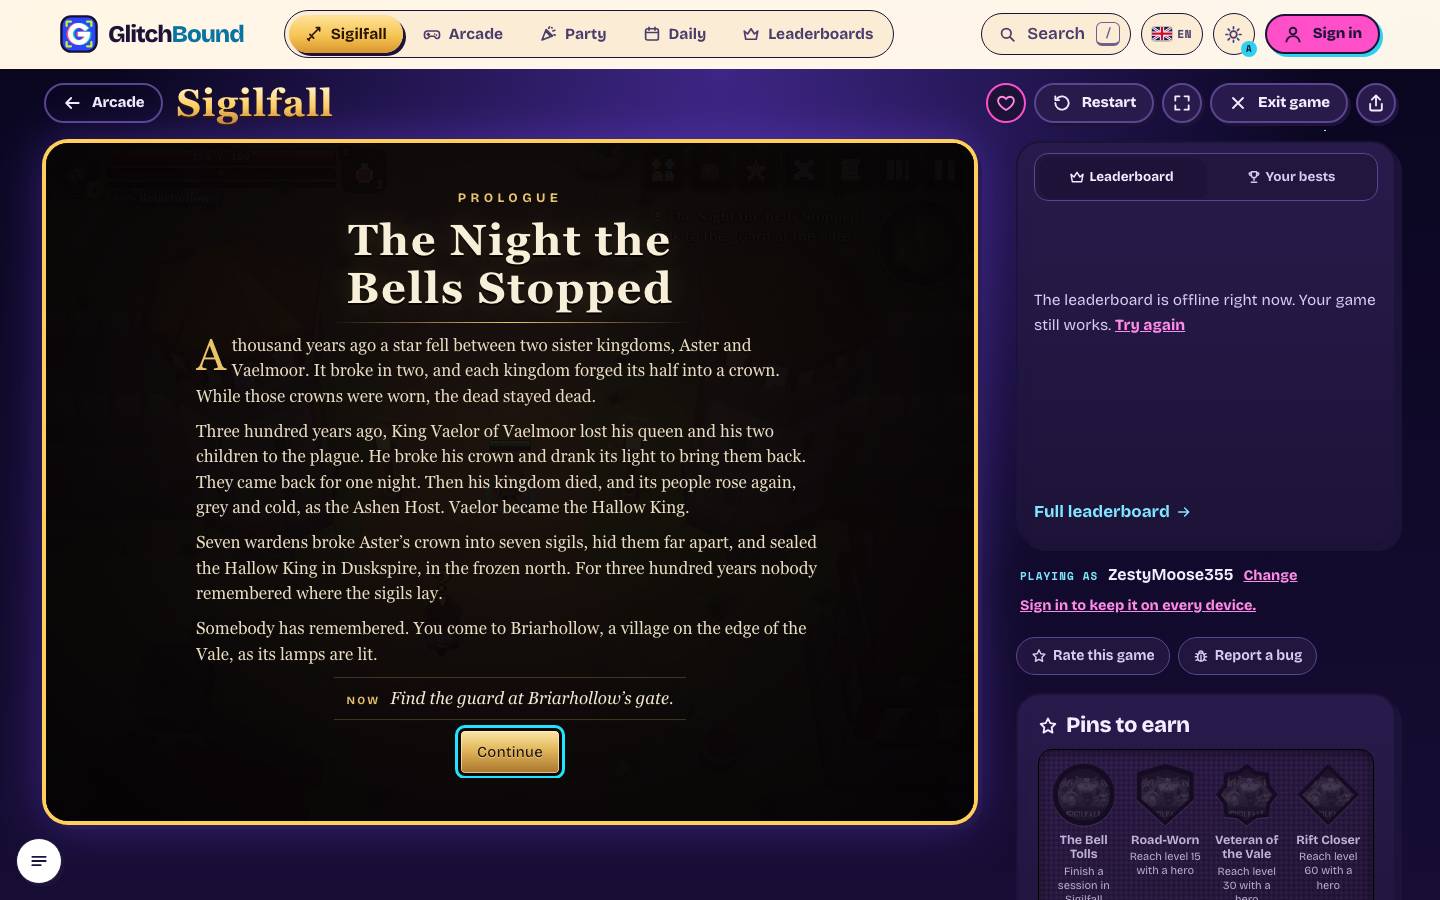 GlitchBound
Sigilfall
Arcade
Party
Daily
Leaderboards
Search /
EN
A
Sign in
Arcade
Sigilfall
Restart
Exit game
PROLOGUE
The Night the
Bells Stopped
A thousand years ago a star fell between two sister kingdoms, Aster and
Vaelmoor. It broke in two, and each kingdom forged its half into a crown.
While those crowns were worn, the dead stayed dead.
Three hundred years ago, King Vaelor of Vaelmoor lost his queen and his two
children to the plague. He broke his crown and drank its light to bring them back.
They came back for one night. Then his kingdom died, and its people rose again,
grey and cold, as the Ashen Host. Vaelor became the Hallow King.
Seven wardens broke Aster’s crown into seven sigils, hid them far apart, and sealed
the Hallow King in Duskspire, in the frozen north. For three hundred years nobody
remembered where the sigils lay.
Somebody has remembered. You come to Briarhollow, a village on the edge of the
Vale, as its lamps are lit.
NOW Find the guard at Briarhollow’s gate.
Continue
Leaderboard
Your bests
The leaderboard is offline right now. Your game
still works. Try again
Full leaderboard →
PLAYING AS ZestyMoose355 Change
Sign in to keep it on every device.
Rate this game
Report a bug
Pins to earn
The Bell
Tolls
Finish a
session in
Sigilfall
Road-Worn
Reach level 15
with a hero
Veteran of
the Vale
Reach level
30 with a
hero
Rift Closer
Reach level
60 with a
hero